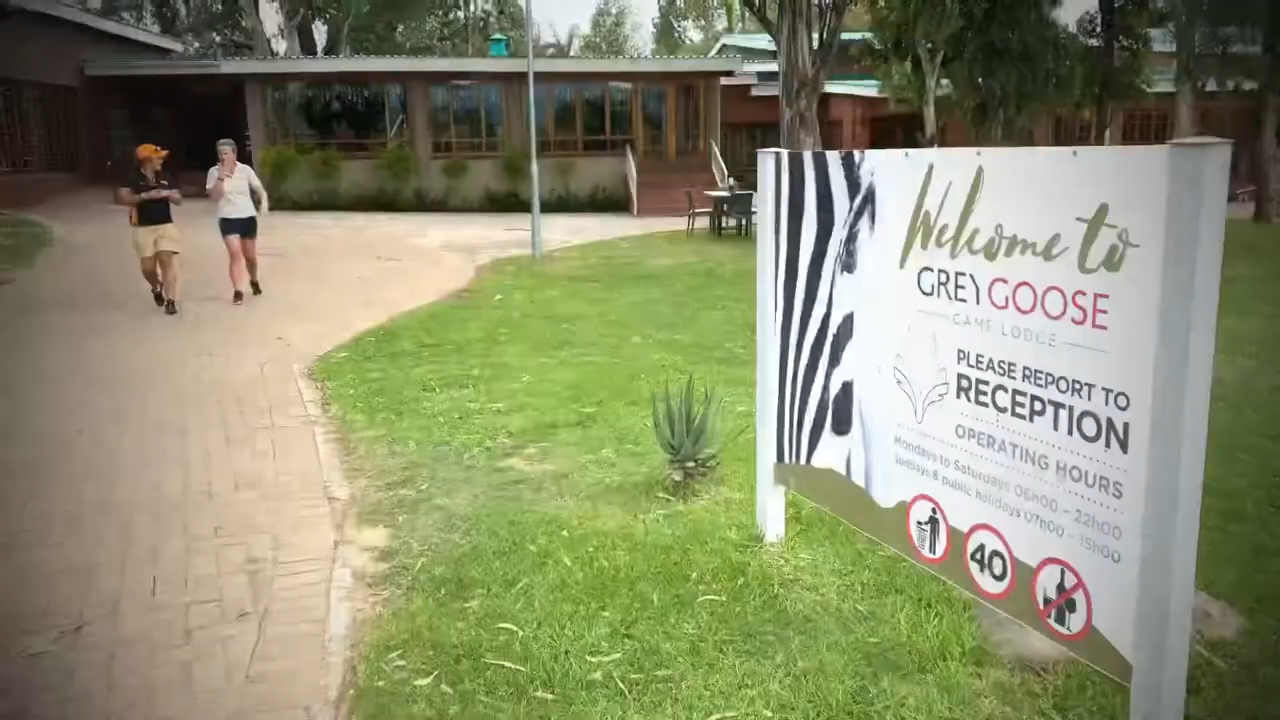 Welcome to
GREY GOOSE
GAME LODGE
PLEASE REPORT TO
RECEPTION
OPERATING HOURS
Mondays to Saturdays 06h00 - 22h00
& public holidays 07h00 - 15h00
40